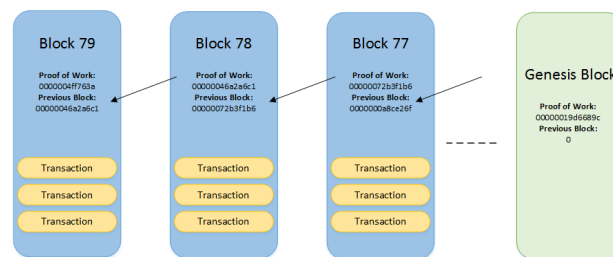 Block 79
Proof of Work:
0000004ff763a
Previous Block:
00000046a2a6c1
Transaction
Transaction
Transaction
Block 78
Proof of Work:
00000046a2a6c1
Previous Block:
00000072b3f1b6
Transaction
Transaction
Transaction
Block 77
Proof of Work:
00000072b3f1b6
Previous Block:
0000000a8ce26f
Transaction
Transaction
Transaction
Genesis Block
Proof of Work:
00000019d6689c
Previous Block:
0